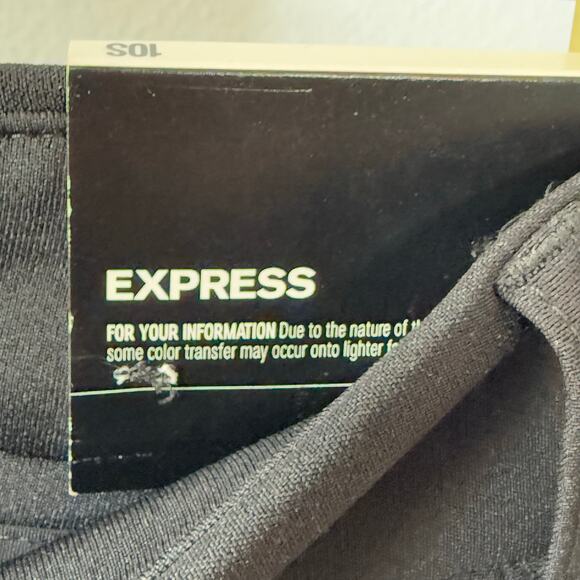 10S
EXPRESS
FOR YOUR INFORMATION Due to the nature of
some color transfer may occur onto lighter